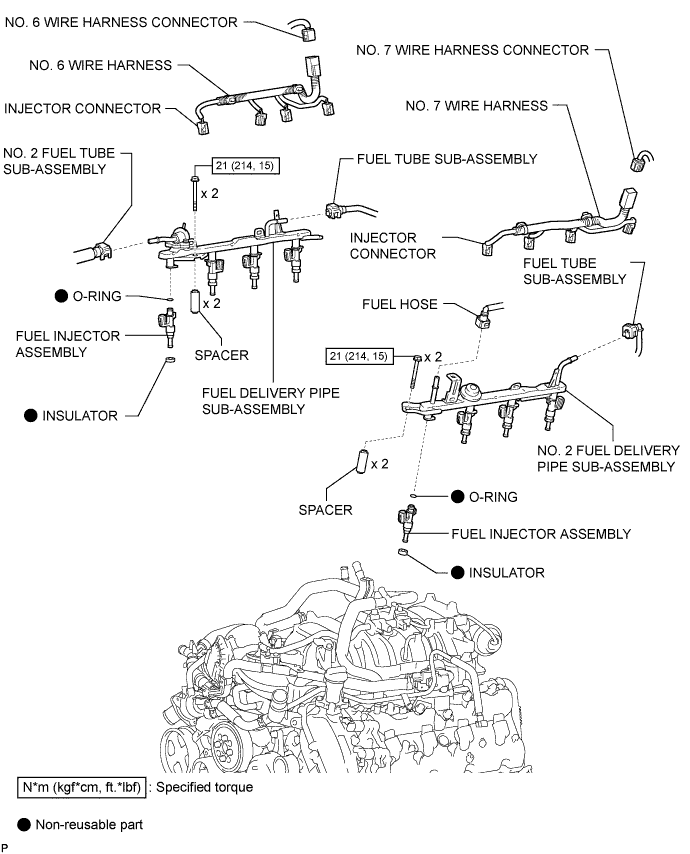 NO. 6 WIRE HARNESS CONNECTOR
NO. 7 WIRE HARNESS CONNECTOR
NO. 6 WIRE HARNESS
INJECTOR CONNECTOR
NO. 7 WIRE HARNESS
NO. 2 FUEL TUBE
SUB-ASSEMBLY
21 (214, 15)
x 2
FUEL TUBE SUB-ASSEMBLY
INJECTOR
CONNECTOR
FUEL TUBE
SUB-ASSEMBLY
O-RING
x 2
FUEL HOSE
FUEL INJECTOR
ASSEMBLY
SPACER
21 (214, 15)
x 2
FUEL DELIVERY PIPE
SUB-ASSEMBLY
INSULATOR
NO. 2 FUEL DELIVERY
PIPE SUB-ASSEMBLY
x 2
SPACER
O-RING
FUEL INJECTOR ASSEMBLY
INSULATOR
N*m (kgf*cm, ft.*lbf) : Specified torque
Non-reusable part
P